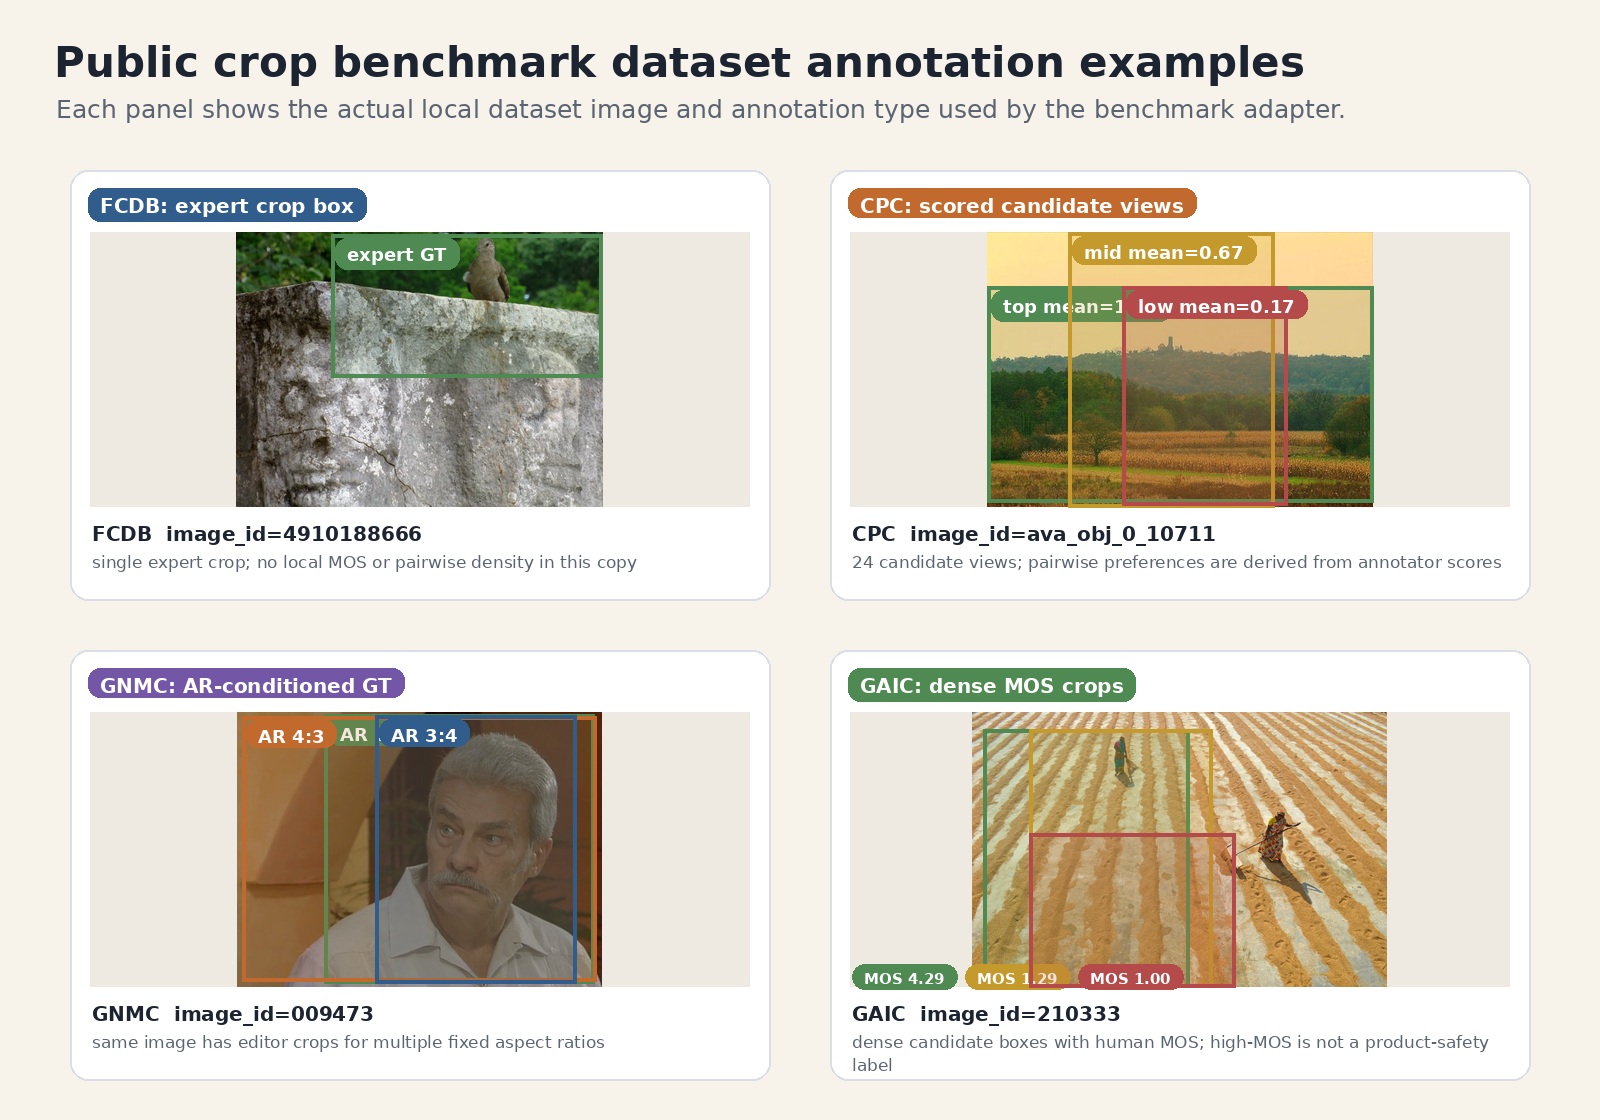 Public crop benchmark dataset annotation examples
Each panel shows the actual local dataset image and annotation type used by the benchmark adapter.
FCDB: expert crop box
expert GT
FCDB image_id=4910188666
single expert crop; no local MOS or pairwise density in this copy
CPC: scored candidate views
mid mean=0.67
top mean=1
low mean=0.17
CPC image_id=ava_obj_0_10711
24 candidate views; pairwise preferences are derived from annotator scores
GNMC: AR-conditioned GT
AR 4:3
AR
AR 3:4
GNMC image_id=009473
same image has editor crops for multiple fixed aspect ratios
GAIC: dense MOS crops
MOS 4.29
MOS 1.29
MOS 1.00
GAIC image_id=210333
dense candidate boxes with human MOS; high-MOS is not a product-safety
label